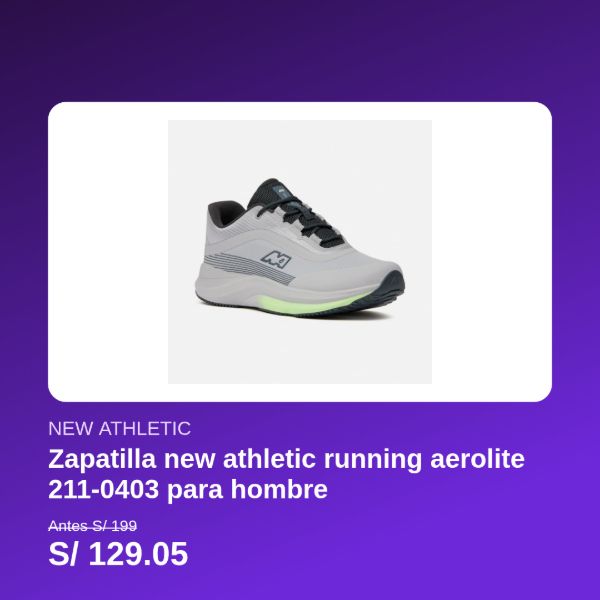 NEW ATHLETIC
Zapatilla new athletic running aerolite
211-0403 para hombre
Antes S/ 199
S/ 129.05